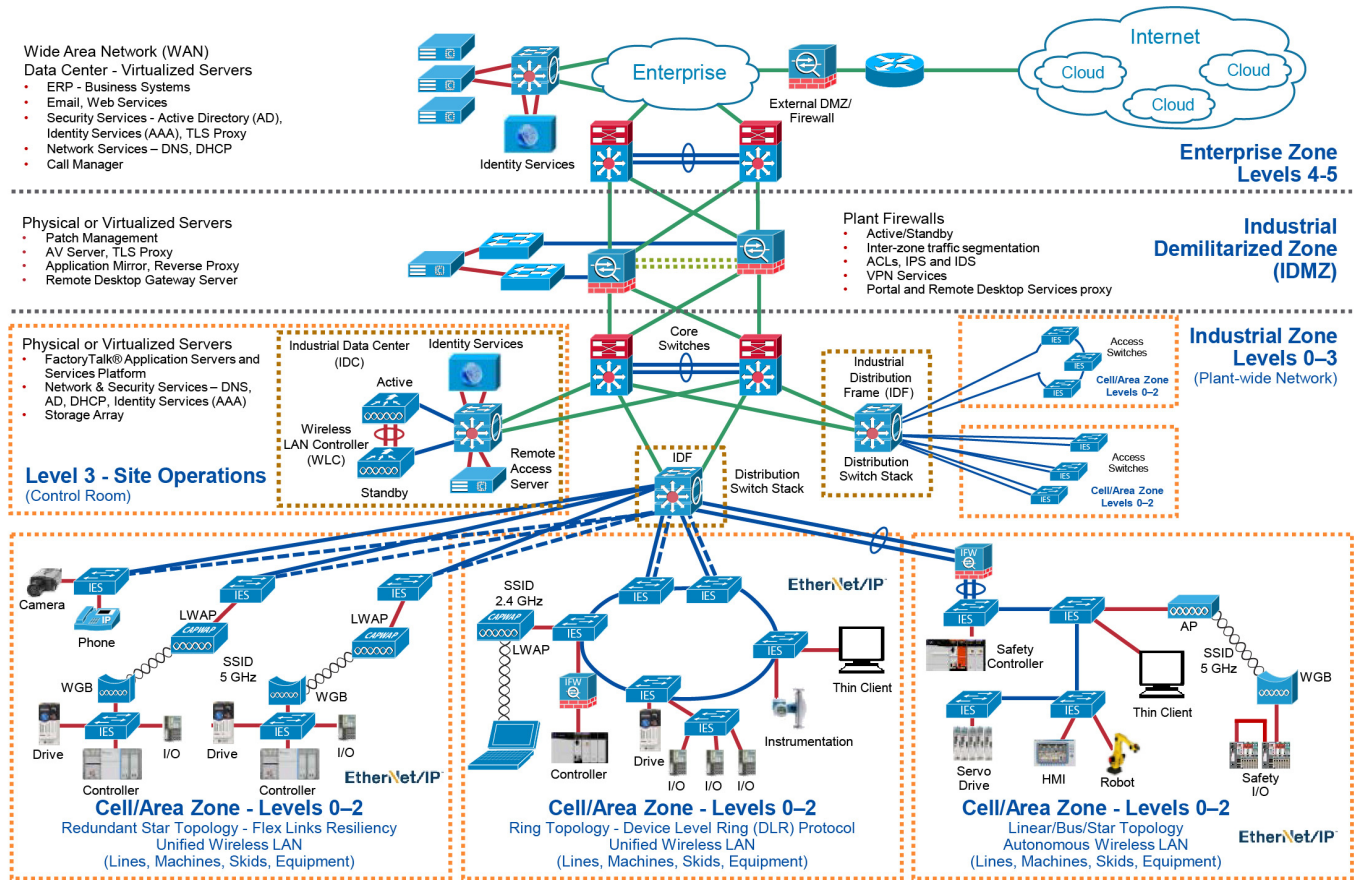 Wide Area Network (WAN)
Data Center - Virtualized Servers
• ERP - Business Systems
• Email, Web Services
• Security Services - Active Directory (AD),
Identity Services (AAA), TLS Proxy
• Network Services – DNS, DHCP
• Call Manager
Identity Services
Enterprise
External DMZ/
Firewall
Internet
Cloud
Cloud
Cloud
Enterprise Zone
Levels 4-5
Physical or Virtualized Servers
• Patch Management
• AV Server, TLS Proxy
• Application Mirror, Reverse Proxy
• Remote Desktop Gateway Server
Plant Firewalls
• Active/Standby
• Inter-zone traffic segmentation
• ACLs, IPS and IDS
• VPN Services
• Portal and Remote Desktop Services proxy
Industrial
Demilitarized Zone
(IDMZ)
Physical or Virtualized Servers
• FactoryTalk® Application Servers and
Services Platform
• Network & Security Services – DNS,
AD, DHCP, Identity Services (AAA)
• Storage Array
Level 3 - Site Operations
(Control Room)
Industrial Data Center
(IDC)
Identity Services
Active
Wireless
LAN Controller
(WLC)
Standby
Remote
Access
Server
Core
Switches
IDF
Distribution
Switch Stack
Industrial
Distribution
Frame (IDF)
Distribution
Switch Stack
IES
IES
IES
Access
Switches
Cell/Area Zone
Levels 0–2
IES
IES
IES
Access
Switches
Cell/Area Zone
Levels 0–2
Industrial Zone
Levels 0–3
(Plant-wide Network)
Camera
IES
IP
Phone
IES
LWAP
CAPWAP
SSID
5 GHz
WGB
IES
LWAP
CAPWAP
WGB
IES
Drive
I/O
Controller
IES
Drive
I/O
Controller
EtherNet/IP™
Cell/Area Zone - Levels 0–2
Redundant Star Topology - Flex Links Resiliency
Unified Wireless LAN
(Lines, Machines, Skids, Equipment)
SSID
2.4 GHz
CAPWAP
LWAP
IES
IES
IES
EtherNet/IP™
IES
Thin Client
IFW
IES
IES
Instrumentation
Controller
Drive
I/O
I/O
I/O
Cell/Area Zone - Levels 0–2
Ring Topology - Device Level Ring (DLR) Protocol
Unified Wireless LAN
(Lines, Machines, Skids, Equipment)
IFW
IES
IES
AP
Safety
Controller
SSID
5 GHz
WGB
Thin Client
IES
IES
Servo
Drive
HMI
Robot
Safety
I/O
Cell/Area Zone - Levels 0–2
Linear/Bus/Star Topology
Autonomous Wireless LAN
(Lines, Machines, Skids, Equipment)
EtherNet/IP™